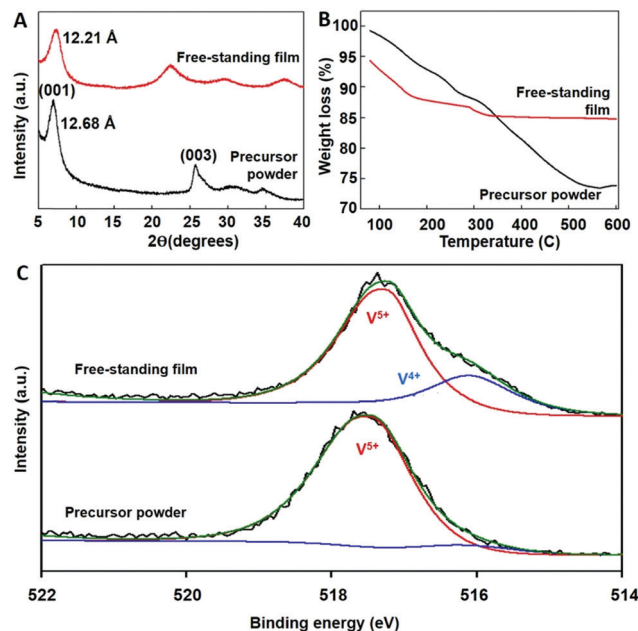 A
12.21 Å
Free-standing film
(001)
12.68 Å
(003)
Precursor
powder
Intensity (a.u.)
5 10 15 20 25 30 35 40
2Θ(degrees)
B
100
95
90
85
80
75
70
Weight loss (%)
Free-standing
film
Precursor powder
100 200 300 400 500 600
Temperature (C)
C
V5+
V4+
Free-standing film
V5+
Precursor powder
Intensity (a.u.)
522 520 518 516 514
Binding energy (eV)